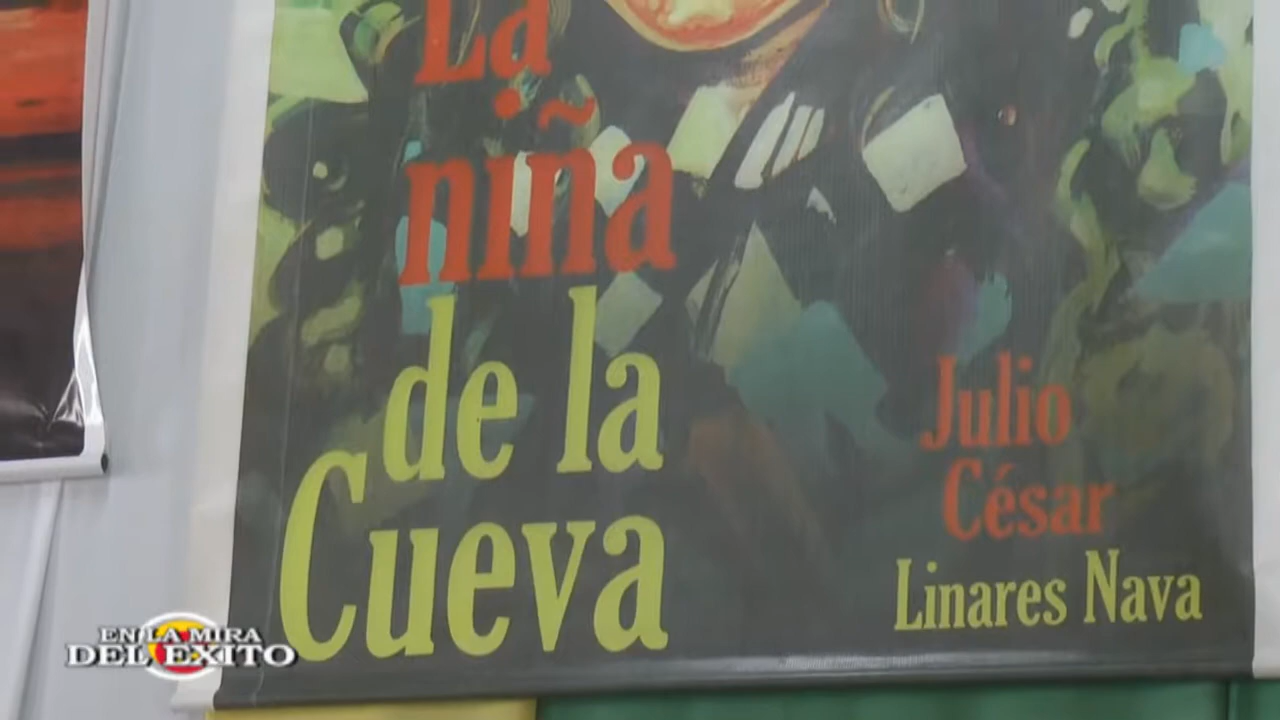 La
niña
de la
Cueva
Julio
César
Linares Nava
EN LA MIRA
DEL EXITO